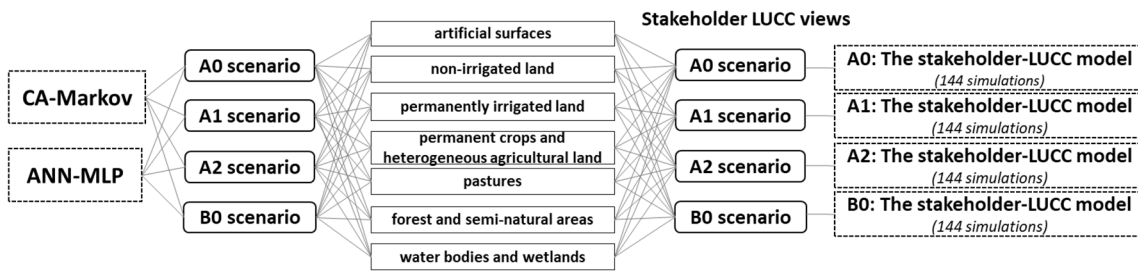 Stakeholder LUCC views
CA-Markov
ANN-MLP
A0 scenario
A1 scenario
A2 scenario
B0 scenario
artificial surfaces
non-irrigated land
permanently irrigated land
permanent crops and
heterogeneous agricultural land
pastures
forest and semi-natural areas
water bodies and wetlands
A0 scenario
A1 scenario
A2 scenario
B0 scenario
A0: The stakeholder-LUCC model
(144 simulations)
A1: The stakeholder-LUCC model
(144 simulations)
A2: The stakeholder-LUCC model
(144 simulations)
B0: The stakeholder-LUCC model
(144 simulations)